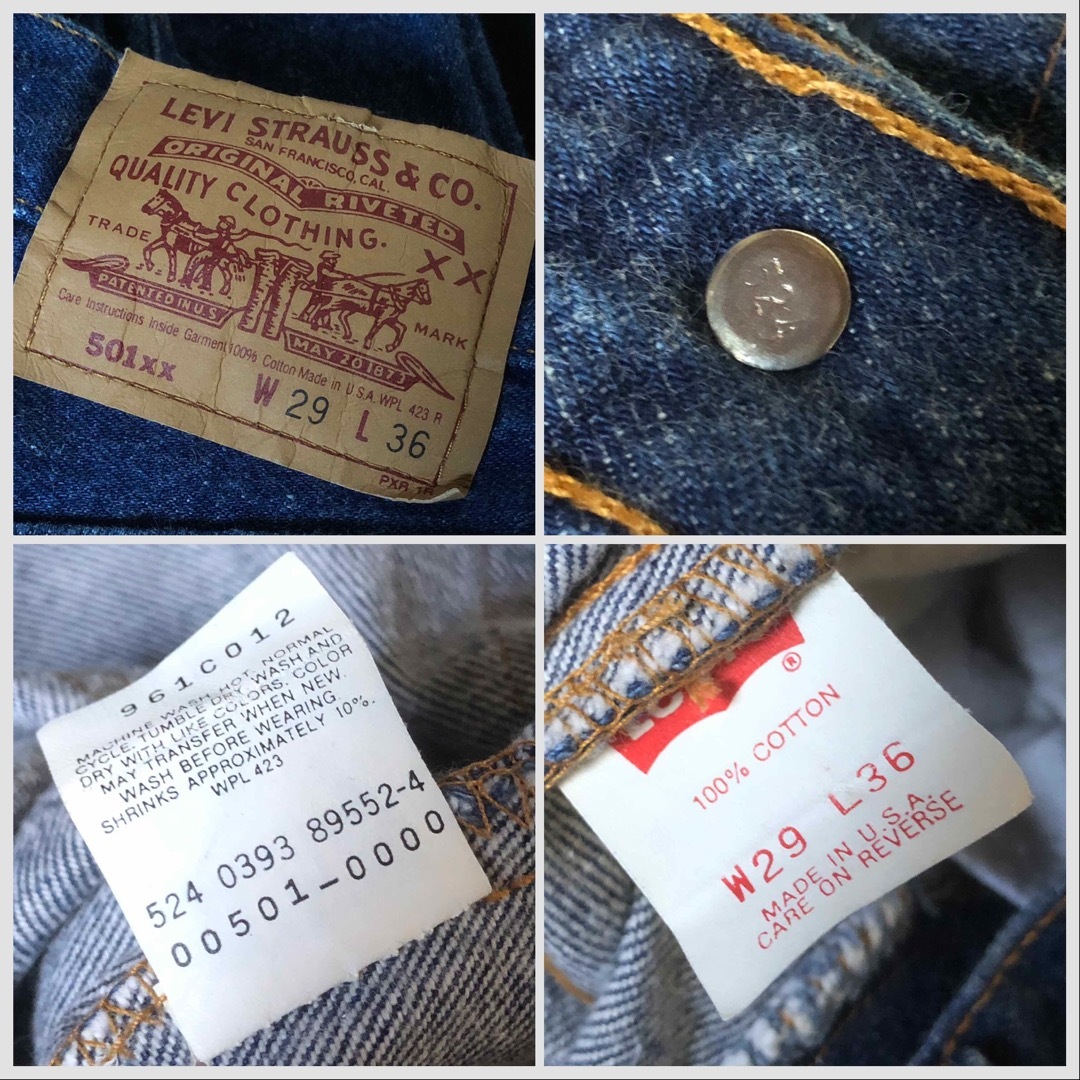 LEVI STRAUSS & CO.
SAN FRANCISCO, CAL.
ORIGINAL RIVETED
QUALITY CLOTHING.
XX
TRADE MARK
PATENTED IN U.S.
MAY 20 1873
Care Instructions Inside Garment 100% Cotton Made in U.S.A. WPL 423 R
501xx
W 29 L 36
961C012
MACHINE WASH HOT, NORMAL
CYCLE. TUMBLE DRY. WASH AND
DRY WITH LIKE COLORS. COLOR
MAY TRANSFER WHEN NEW.
WASH BEFORE WEARING.
SHRINKS APPROXIMATELY 10%.
WPL 423
524 0393 89552-4
00501-0000
®
100% COTTON
W29 L36
MADE IN U.S.A.
CARE ON REVERSE